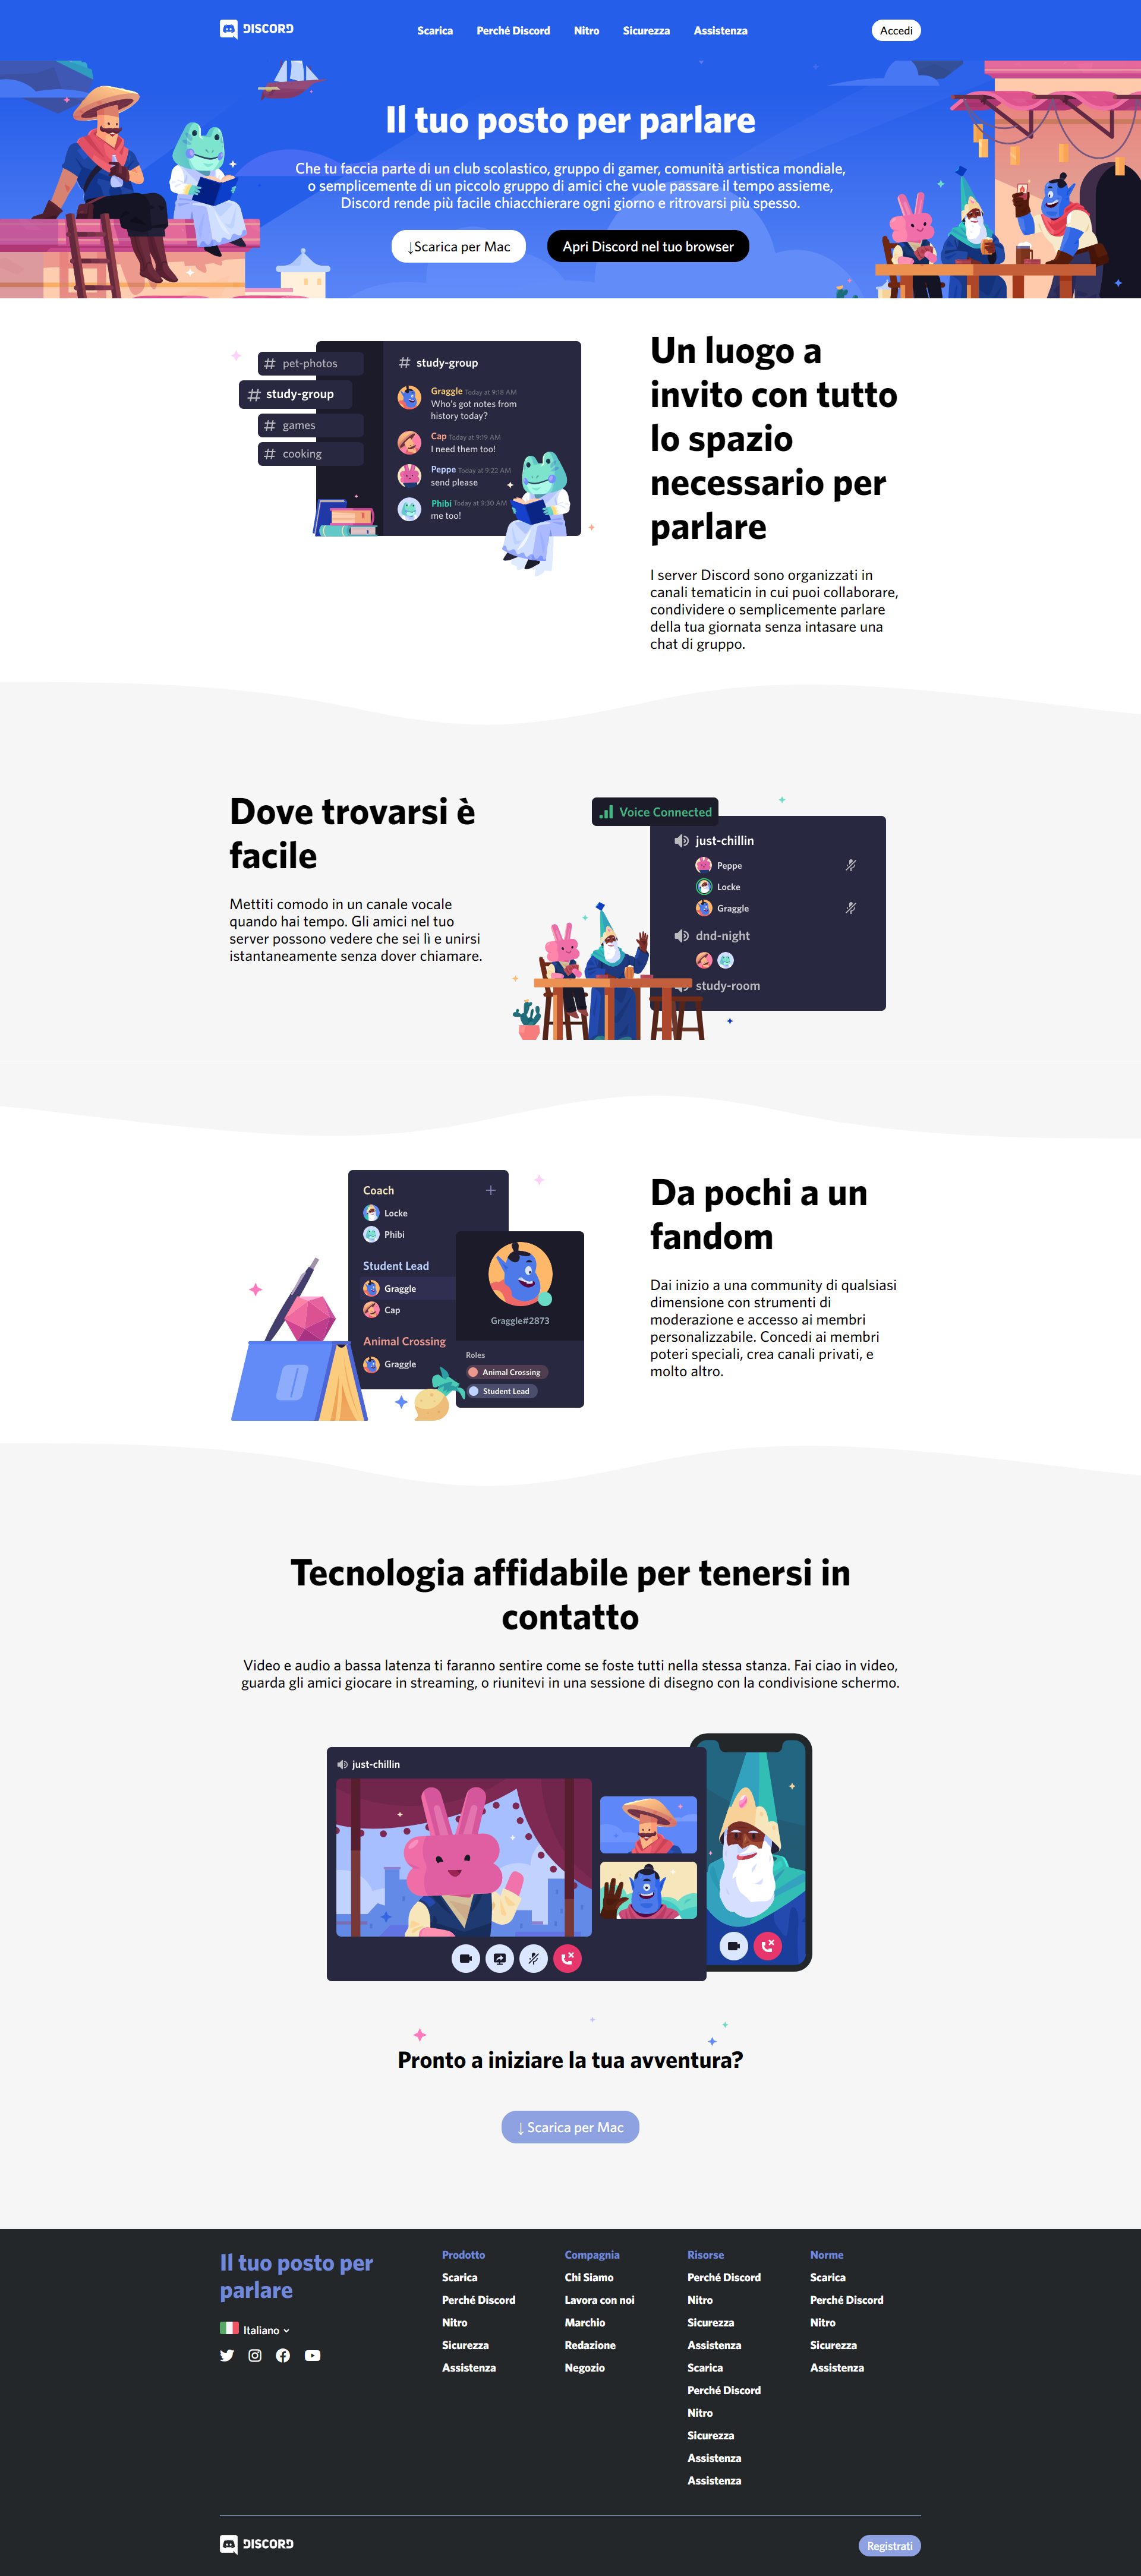 DISCORD
Scarica
Perché Discord
Nitro
Sicurezza
Assistenza
Accedi
Il tuo posto per parlare
Che tu faccia parte di un club scolastico, gruppo di gamer, comunità artistica mondiale,
o semplicemente di un piccolo gruppo di amici che vuole passare il tempo assieme,
Discord rende più facile chiacchierare ogni giorno e ritrovarsi più spesso.
↓Scarica per Mac
Apri Discord nel tuo browser
# pet-photos
# study-group
# games
# cooking
# study-group
Graggle Today at 9:18 AM
Who's got notes from
history today?
Cap Today at 9:19 AM
I need them too!
Peppe Today at 9:22 AM
send please
Phibi Today at 9:30 AM
me too!
Un luogo a
invito con tutto
lo spazio
necessario per
parlare
I server Discord sono organizzati in
canali tematicin in cui puoi collaborare,
condividere o semplicemente parlare
della tua giornata senza intasare una
chat di gruppo.
Dove trovarsi è
facile
Mettiti comodo in un canale vocale
quando hai tempo. Gli amici nel tuo
server possono vedere che sei lì e unirsi
istantaneamente senza dover chiamare.
Voice Connected
just-chillin
Peppe
Locke
Graggle
dnd-night
study-room
Coach
Locke
Phibi
Student Lead
Graggle
Cap
Animal Crossing
Graggle
Graggle#2873
Roles
Animal Crossing
Student Lead
Da pochi a un
fandom
Dai inizio a una community di qualsiasi
dimensione con strumenti di
moderazione e accesso ai membri
personalizzabile. Concedi ai membri
poteri speciali, crea canali privati, e
molto altro.
Tecnologia affidabile per tenersi in
contatto
Video e audio a bassa latenza ti faranno sentire come se foste tutti nella stessa stanza. Fai ciao in video,
guarda gli amici giocare in streaming, o riunitevi in una sessione di disegno con la condivisione schermo.
just-chillin
Pronto a iniziare la tua avventura?
↓ Scarica per Mac
Il tuo posto per
parlare
Italiano
Prodotto
Scarica
Perché Discord
Nitro
Sicurezza
Assistenza
Compagnia
Chi Siamo
Lavora con noi
Marchio
Redazione
Negozio
Risorse
Perché Discord
Nitro
Sicurezza
Assistenza
Scarica
Perché Discord
Nitro
Sicurezza
Assistenza
Assistenza
Norme
Scarica
Perché Discord
Nitro
Sicurezza
Assistenza
DISCORD
Registrati